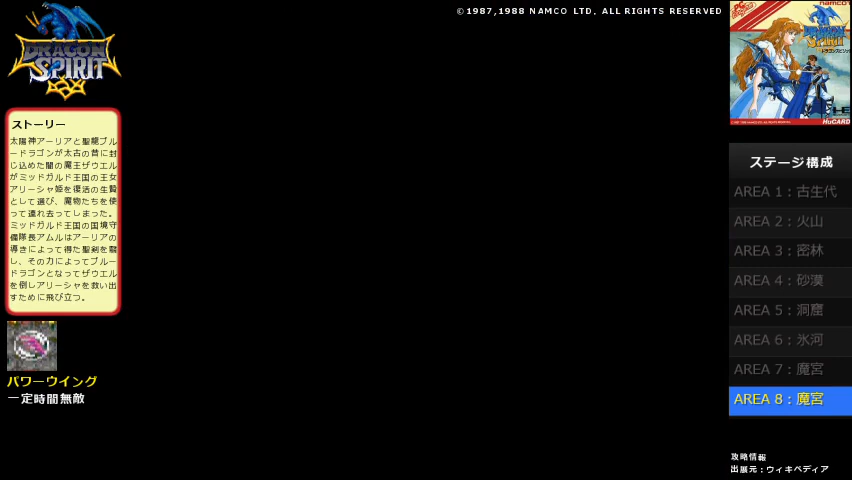 DRAGON
SPIRIT
©1987,1988 NAMCO LTD. ALL RIGHTS RESERVED
ストーリー
太陽神アーリアと聖龍ブル
ードラゴンが太古の昔に封
じ込めた闇の魔王ザウエル
がミッドガルド王国の王女
アリーシャ姫を復活の生贄
として選び、魔物たちを使
って連れ去ってしまった。
ミッドガルド王国の国境守
備隊長アムルはアーリアの
導きによって得た聖剣を翳
し、その力によってブルー
ドラゴンとなってザウエル
を倒しアリーシャを救い出
すために飛び立つ。
パワーウイング
一定時間無敵
namcoT
DRAGON
SPIRIT
HuCARD
ステージ構成
AREA 1：古生代
AREA 2：火山
AREA 3：密林
AREA 4：砂漠
AREA 5：洞窟
AREA 6：氷河
AREA 7：魔宮
AREA 8：魔宮
攻略情報
出展元：ウィキペディア